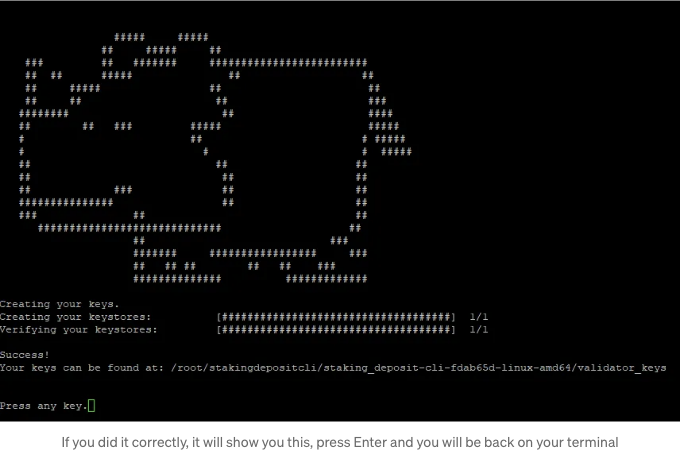 Creating your keys.
Creating your keystores: [####################################] 1/1
Verifying your keystores: [####################################] 1/1
Success!
Your keys can be found at: /root/stakingdepositcli/staking_deposit-cli-fdab65d-linux-amd64/validator_keys
Press any key.
If you did it correctly, it will show you this, press Enter and you will be back on your terminal